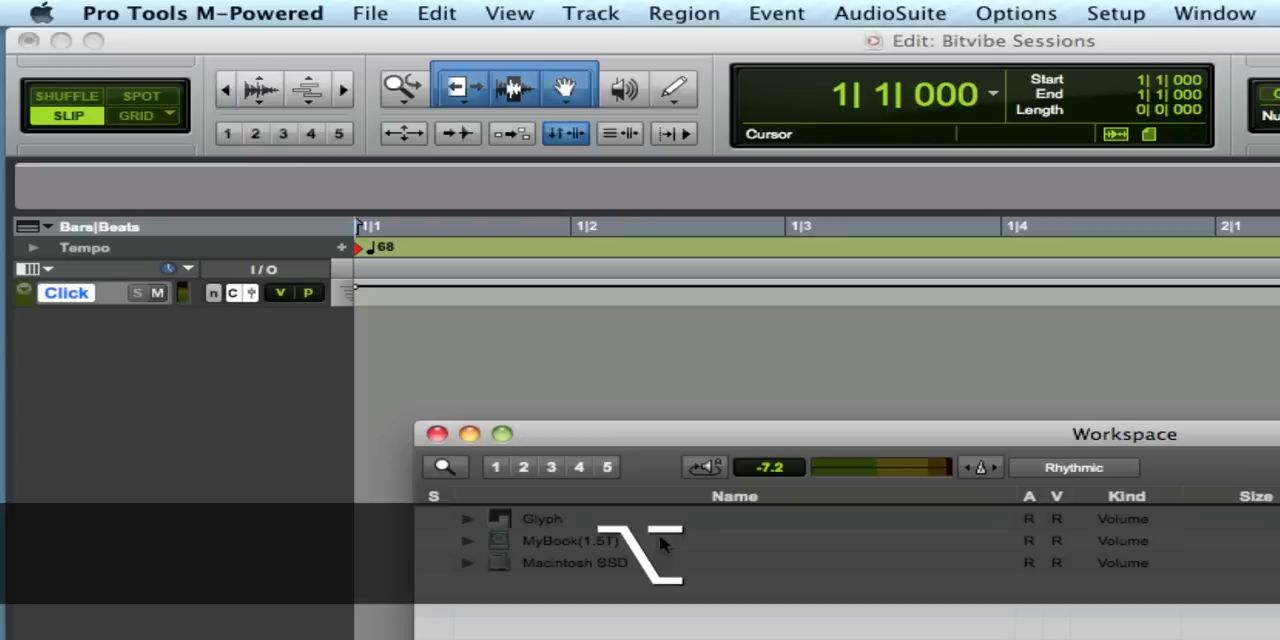 Pro Tools M-Powered File Edit View Track Region Event AudioSuite Options Setup Window
Edit: Bitvibe Sessions
SHUFFLE SPOT
SLIP GRID
1 2 3 4 5
1| 1| 000
Start 1| 1| 000
End 1| 1| 000
Length 0| 0| 000
Cursor
Nu
Bars|Beats 1|1 1|2 1|3 1|4 2|1
Tempo + 68
I/O
Click S M n C V P
Workspace
1 2 3 4 5 -7.2 Rhythmic
S Name A V Kind Size
Glyph R R Volume
MyBook(1.5T) R R Volume
Macintosh SSD R R Volume